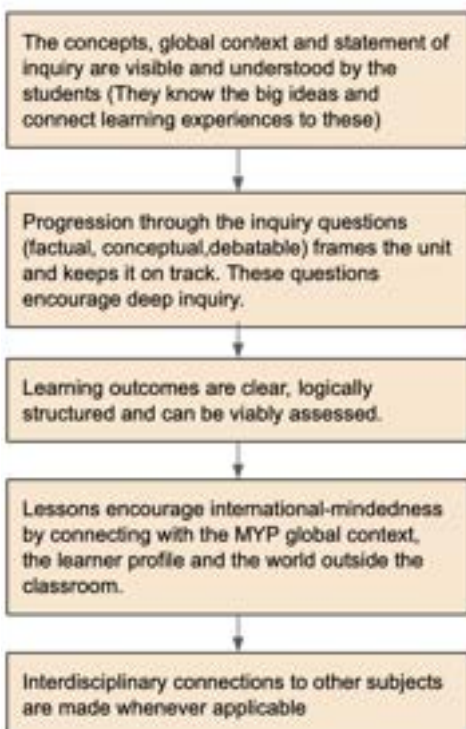 The concepts, global context and statement of
inquiry are visible and understood by the
students (They know the big ideas and
connect learning experiences to these)
Progression through the inquiry questions
(factual, conceptual,debatable) frames the unit
and keeps it on track. These questions
encourage deep inquiry.
Learning outcomes are clear, logically
structured and can be viably assessed.
Lessons encourage international-mindedness
by connecting with the MYP global context,
the learner profile and the world outside the
classroom.
Interdisciplinary connections to other subjects
are made whenever applicable